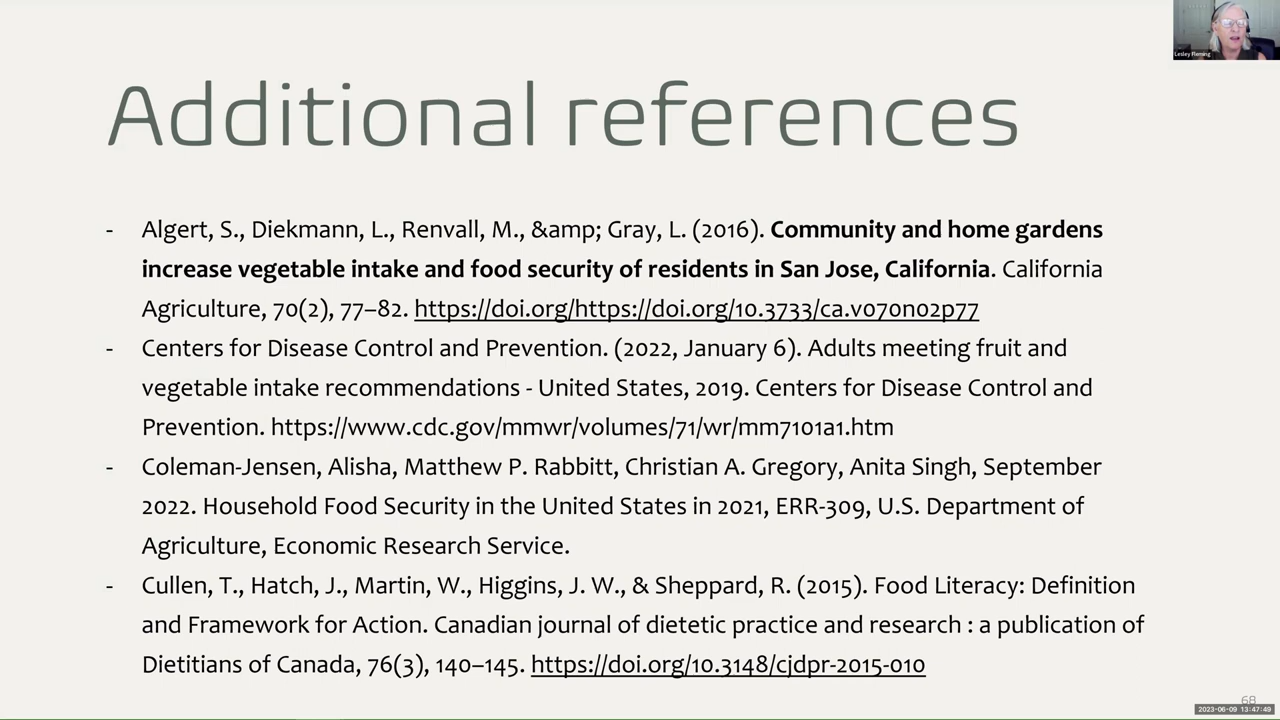 Lesley Fleming
Additional references
- Algert, S., Diekmann, L., Renvall, M., &amp; Gray, L. (2016). Community and home gardens
increase vegetable intake and food security of residents in San Jose, California. California
Agriculture, 70(2), 77–82. https://doi.org/https://doi.org/10.3733/ca.v070n02p77
- Centers for Disease Control and Prevention. (2022, January 6). Adults meeting fruit and
vegetable intake recommendations - United States, 2019. Centers for Disease Control and
Prevention. https://www.cdc.gov/mmwr/volumes/71/wr/mm7101a1.htm
- Coleman-Jensen, Alisha, Matthew P. Rabbitt, Christian A. Gregory, Anita Singh, September
2022. Household Food Security in the United States in 2021, ERR-309, U.S. Department of
Agriculture, Economic Research Service.
- Cullen, T., Hatch, J., Martin, W., Higgins, J. W., & Sheppard, R. (2015). Food Literacy: Definition
and Framework for Action. Canadian journal of dietetic practice and research : a publication of
Dietitians of Canada, 76(3), 140–145. https://doi.org/10.3148/cjdpr-2015-010
68
2023-06-09 13:47:49